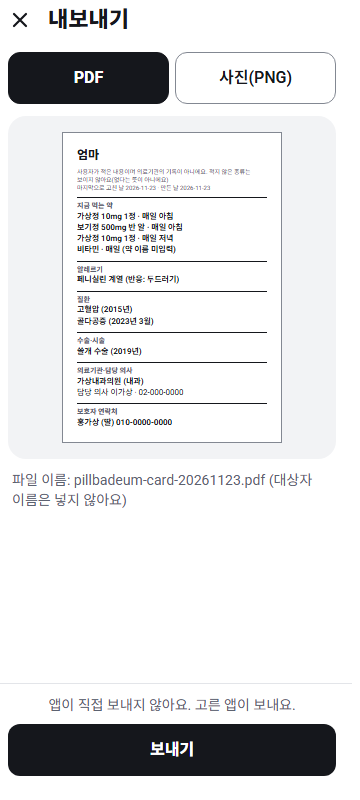 내보내기
PDF
사진(PNG)
엄마
사용자가 적은 내용이며 의료기관의 기록이 아니에요. 적지 않은 종류는
보이지 않아요(없다는 뜻이 아니에요)
마지막으로 고친 날 2026-11-23 · 만든 날 2026-11-23
지금 먹는 약
가상정 10mg 1정 · 매일 아침
보기정 500mg 반 알 · 매일 아침
가상정 10mg 1정 · 매일 저녁
비타민 · 매일 (약 이름 미입력)
알레르기
페니실린 계열 (반응: 두드러기)
질환
고혈압 (2015년)
골다공증 (2023년 3월)
수술·시술
쓸개 수술 (2019년)
의료기관·담당 의사
가상내과의원 (내과)
담당 의사 이가상 · 02-000-0000
보호자 연락처
홍가상 (딸) 010-0000-0000
파일 이름: pillbadeum-card-20261123.pdf (대상자
이름은 넣지 않아요)
앱이 직접 보내지 않아요. 고른 앱이 보내요.
보내기